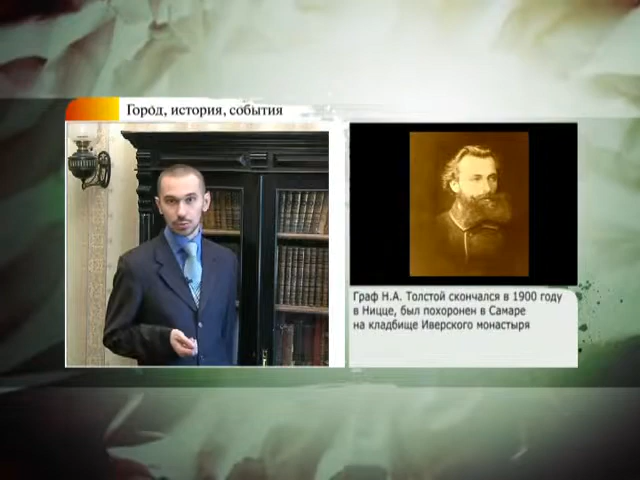 Город, история, события
Граф Н.А. Толстой скончался в 1900 году
в Ницце, был похоронен в Самаре
на кладбище Иверского монастыря